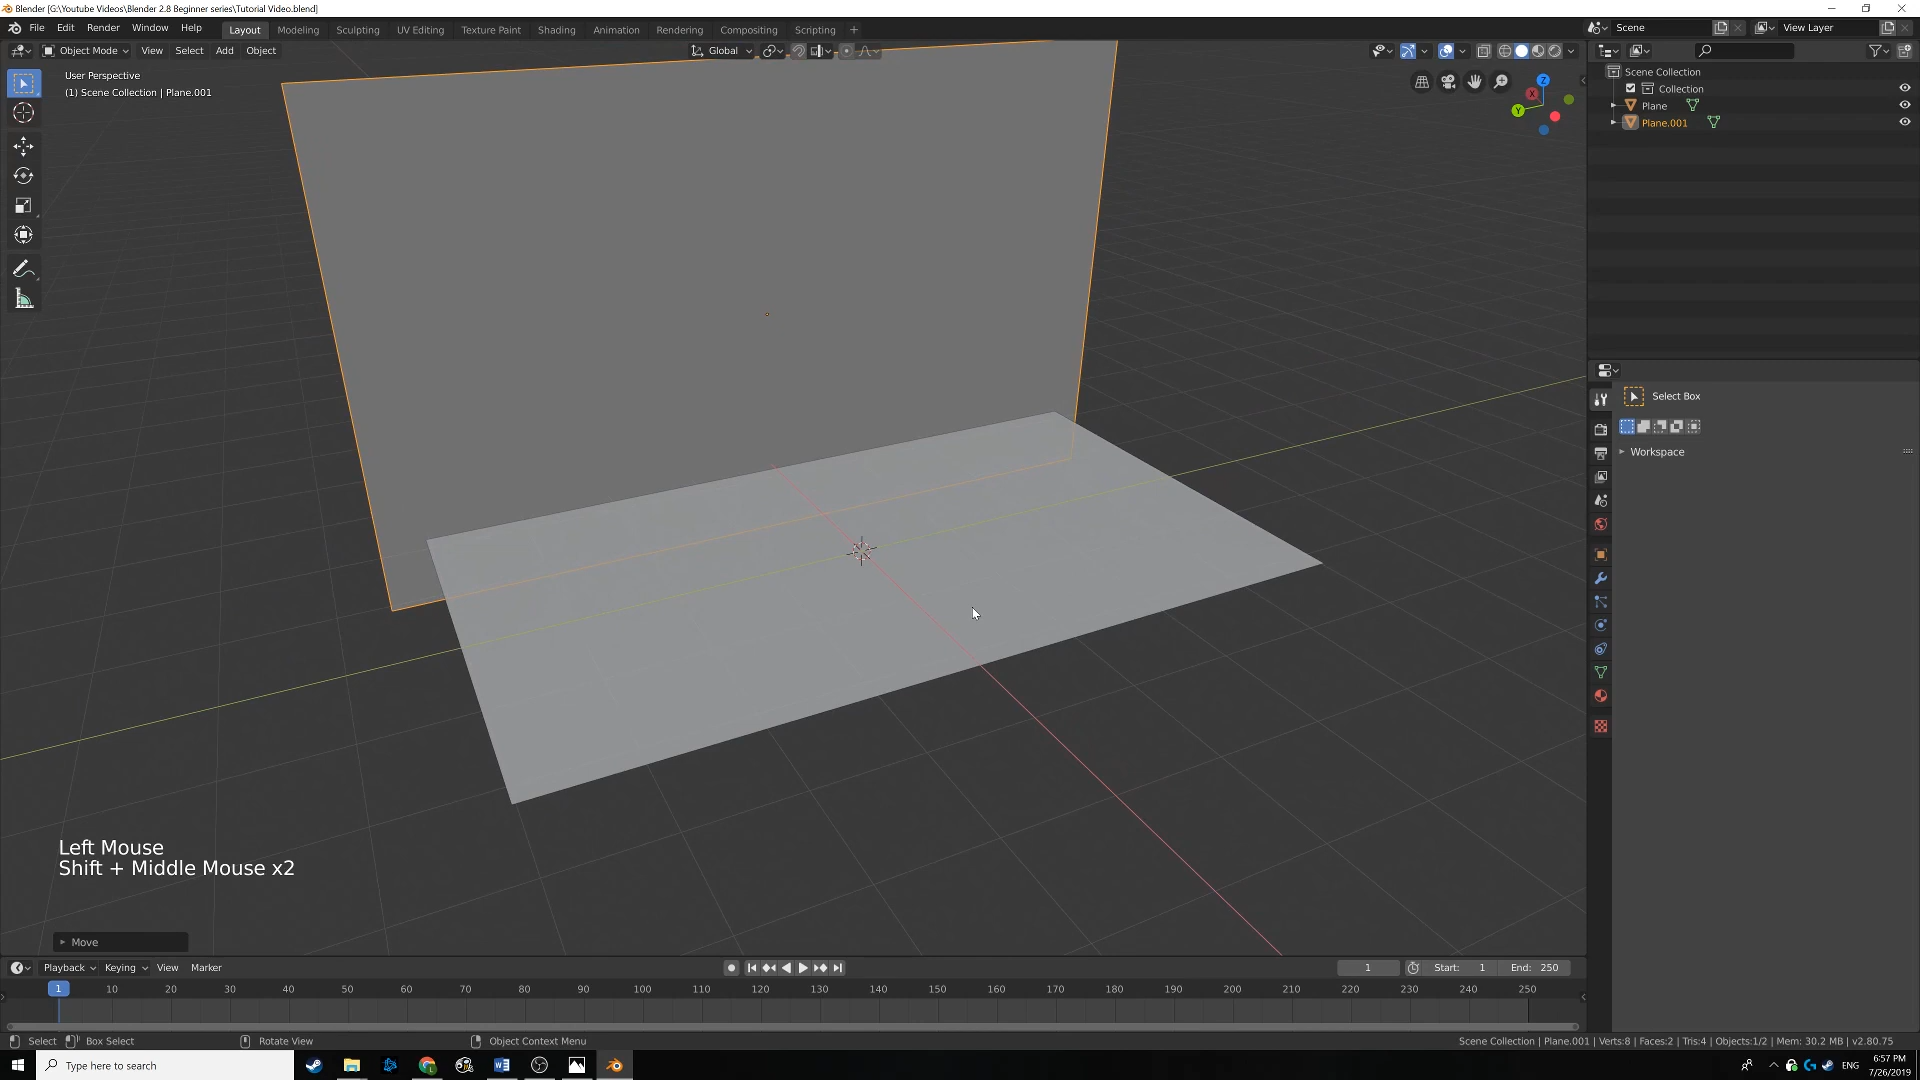 Blender [G:\Youtube Videos\Blender 2.8 Beginner series\Tutorial Video.blend]
File Edit Render Window Help
Layout Modeling Sculpting UV Editing Texture Paint Shading Animation Rendering Compositing Scripting +
Scene
View Layer
Object Mode View Select Add Object
Global
User Perspective
(1) Scene Collection | Plane.001
Z
X
Y
Scene Collection
Collection
Plane
Plane.001
Select Box
Workspace
Left Mouse
Shift + Middle Mouse x2
Move
Playback Keying View Marker
1
Start: 1
End: 250
1 10 20 30 40 50 60 70 80 90 100 110 120 130 140 150 160 170 180 190 200 210 220 230 240 250
Select Box Select Rotate View Object Context Menu
Scene Collection | Plane.001 | Verts:8 | Faces:2 | Tris:4 | Objects:1/2 | Mem: 30.2 MB | v2.80.75
Type here to search
ENG
6:57 PM
7/26/2019